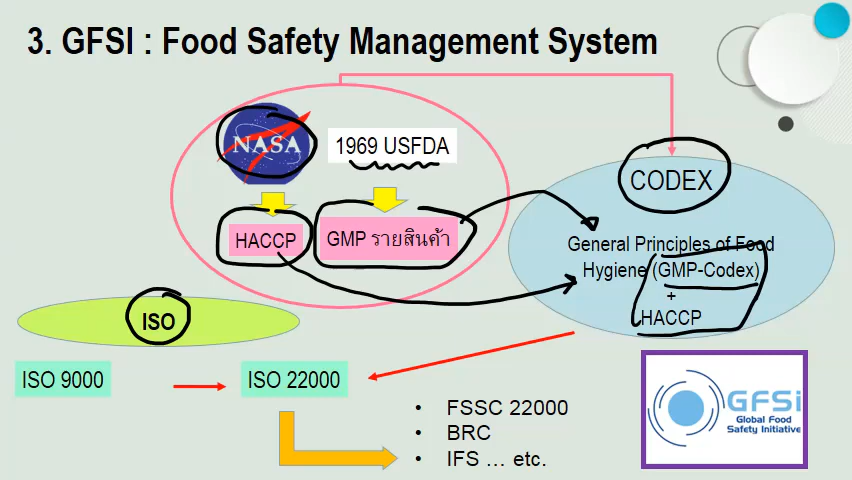 3. GFSI : Food Safety Management System
NASA
1969 USFDA
HACCP
GMP รายสินค้า
CODEX
General Principles of Food
Hygiene (GMP-Codex)
+
HACCP
ISO
ISO 9000
ISO 22000
• FSSC 22000
• BRC
• IFS … etc.
GFSi
Global Food
Safety Initiative